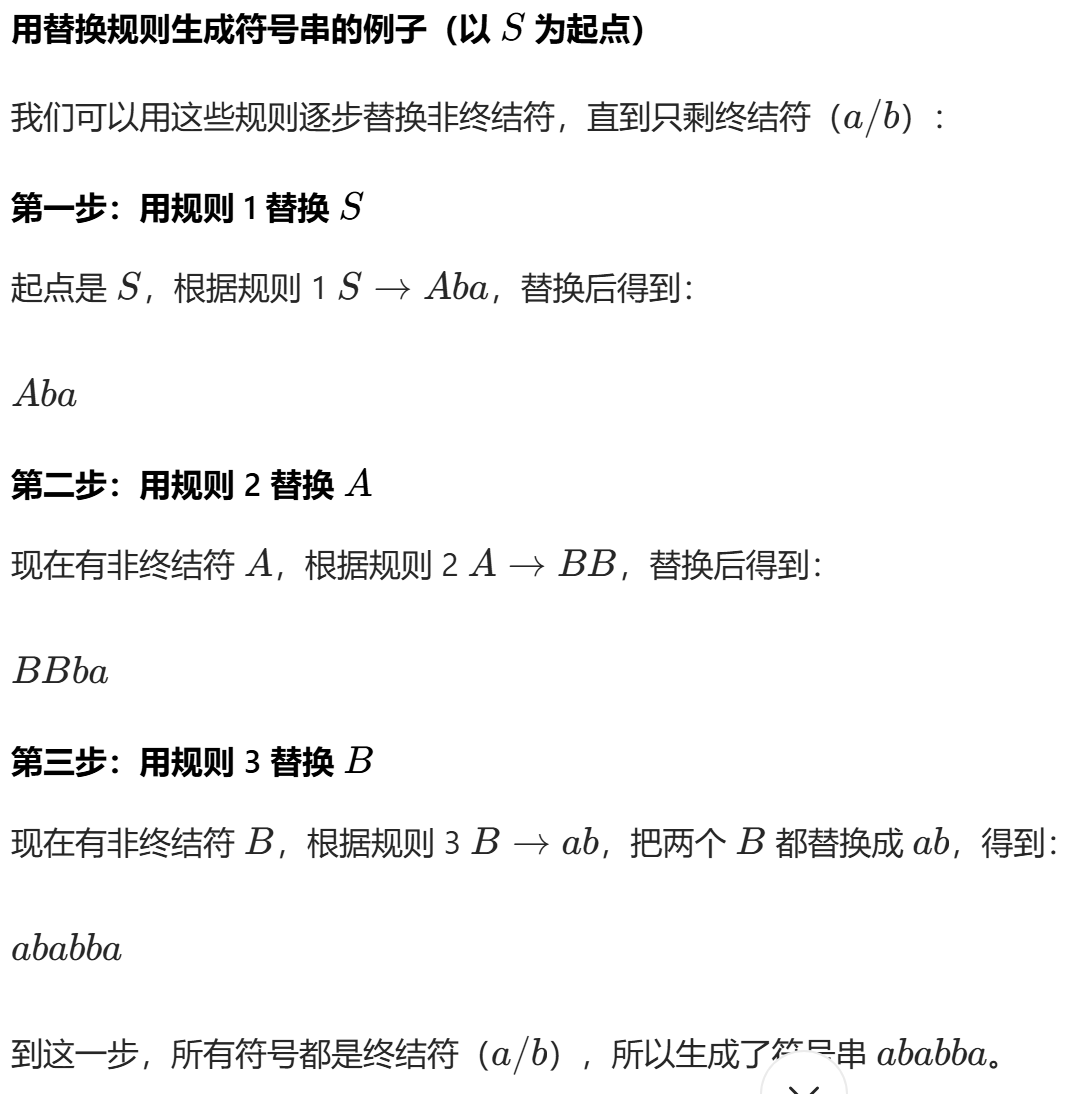 用替换规则生成符号串的例子（以 S 为起点）
我们可以用这些规则逐步替换非终结符，直到只剩终结符（a/b）：
第一步：用规则 1 替换 S
起点是 S，根据规则 1 S → Aba，替换后得到：
Aba
第二步：用规则 2 替换 A
现在有非终结符 A，根据规则 2 A → BB，替换后得到：
BBba
第三步：用规则 3 替换 B
现在有非终结符 B，根据规则 3 B → ab，把两个 B 都替换成 ab，得到：
ababba
到这一步，所有符号都是终结符（a/b），所以生成了符号串 ababba。